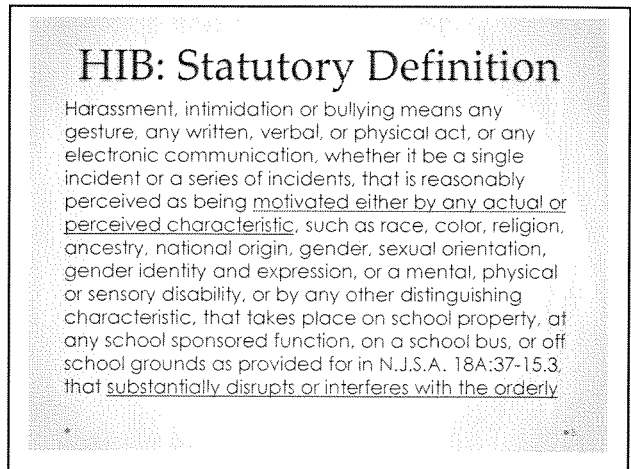 HIB: Statutory Definition
Harassment, intimidation or bullying means any
gesture, any written, verbal, or physical act, or any
electronic communication, whether it be a single
incident or a series of incidents, that is reasonably
perceived as being motivated either by any actual or
perceived characteristic, such as race, color, religion,
ancestry, national origin, gender, sexual orientation,
gender identity and expression, or a mental, physical
or sensory disability, or by any other distinguishing
characteristic, that takes place on school property, at
any school sponsored function, on a school bus, or off
school grounds as provided for in N.J.S.A. 18A:37-15.3,
that substantially disrupts or interferes with the orderly